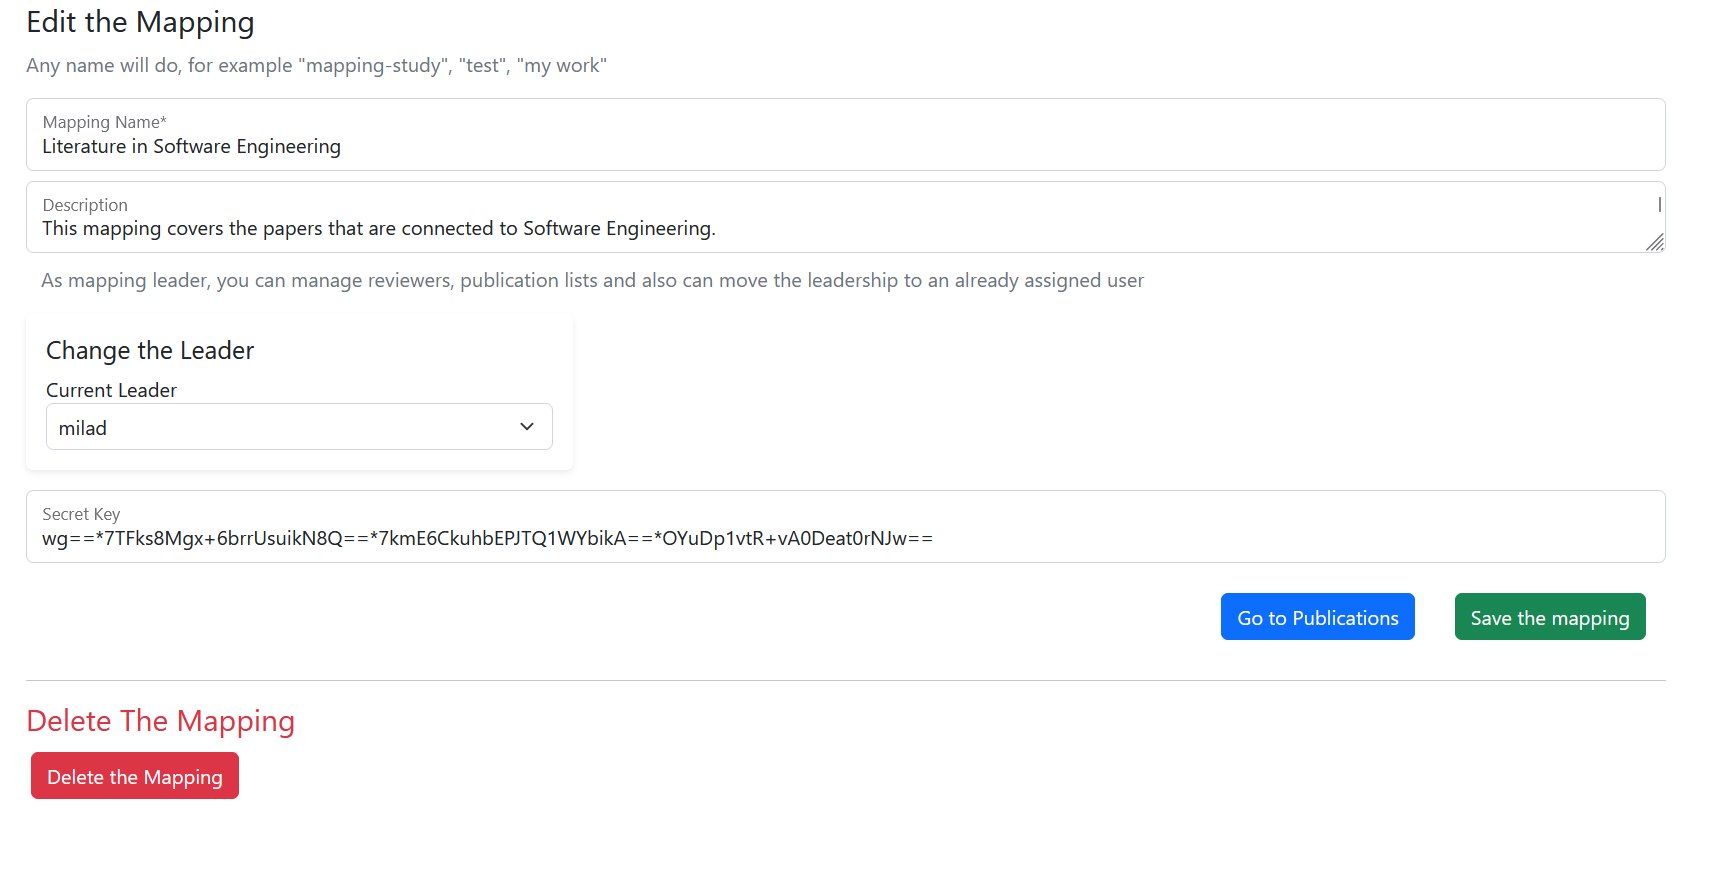 Edit the Mapping
Any name will do, for example "mapping-study", "test", "my work"
Mapping Name*
Literature in Software Engineering
Description
This mapping covers the papers that are connected to Software Engineering.
As mapping leader, you can manage reviewers, publication lists and also can move the leadership to an already assigned user
Change the Leader
Current Leader
milad
Secret Key
wg==*7TFks8Mgx+6brrUsuikN8Q==*7kmE6CkuhbEPJTQ1WYbikA==*OYuDp1vtR+vA0Deat0rNJw==
Go to Publications
Save the mapping
Delete The Mapping
Delete the Mapping